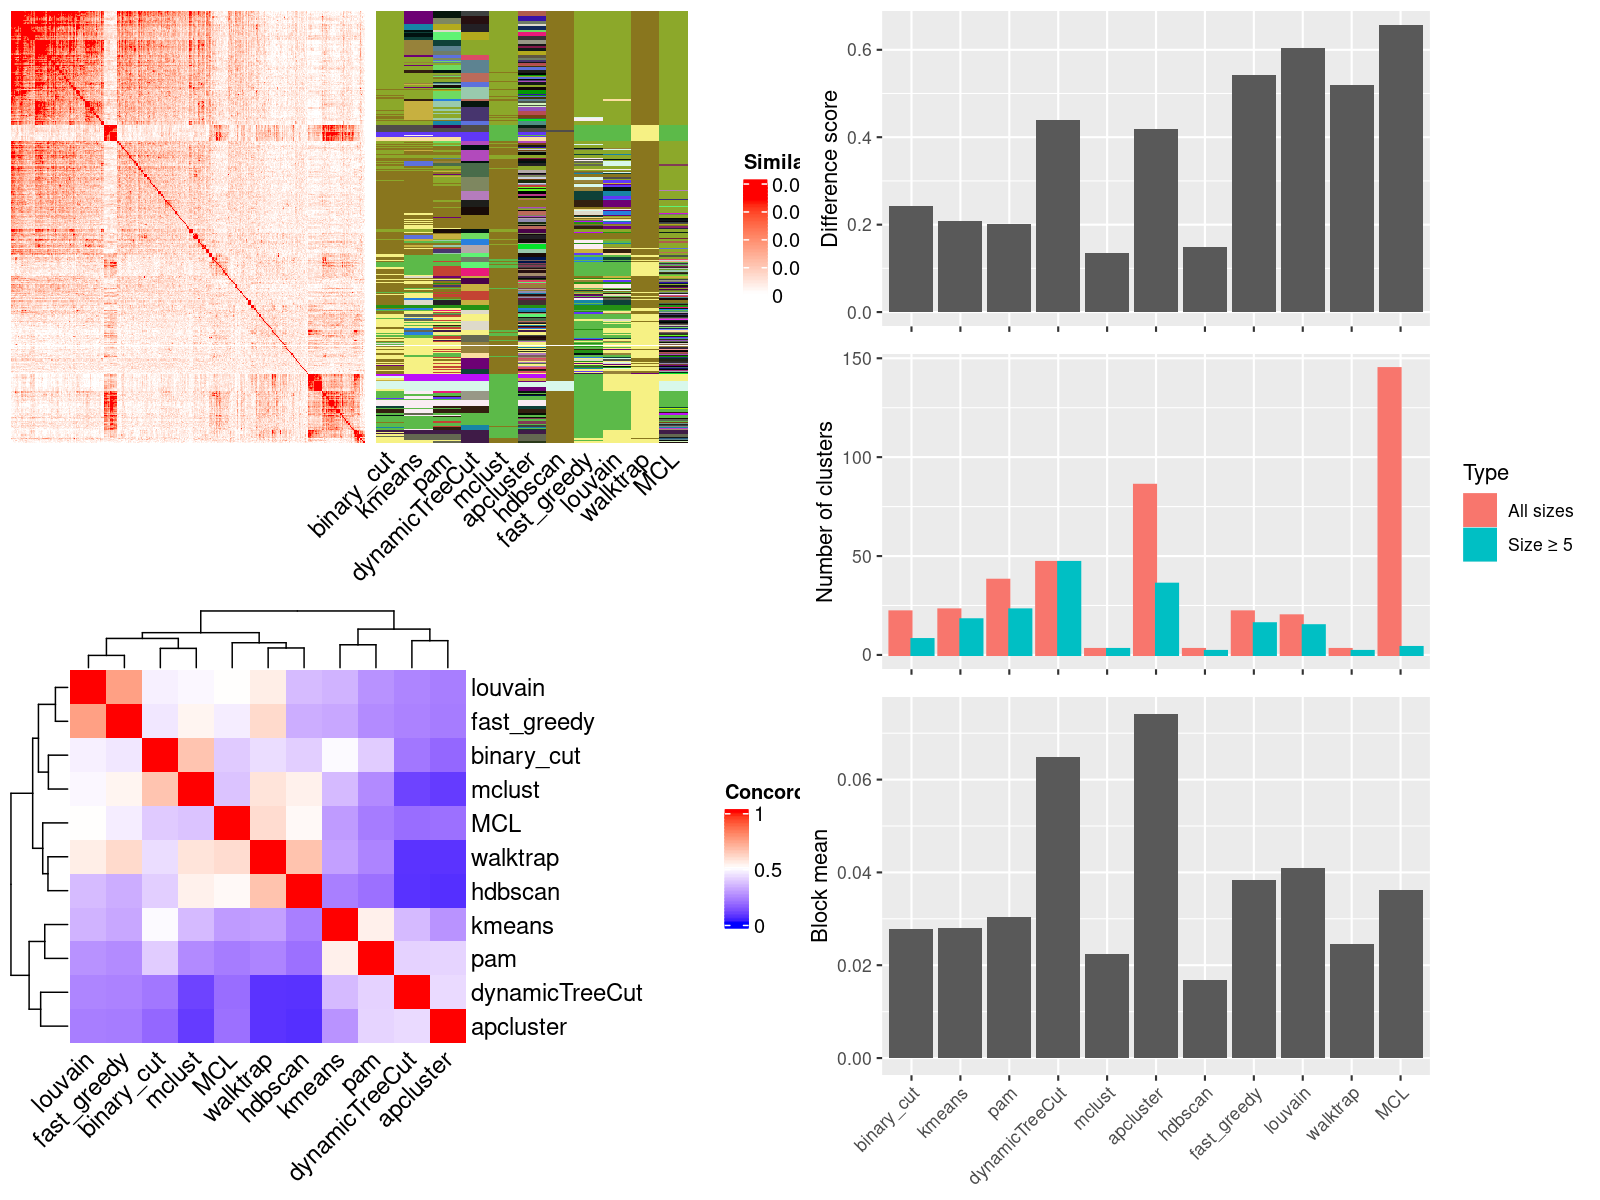 Simila
0.0
0.0
0.0
0.0
0
binary_cut
kmeans
pam
dynamicTreeCut
mclust
apcluster
hdbscan
fast_greedy
louvain
walktrap
MCL
louvain
fast_greedy
binary_cut
mclust
MCL
walktrap
hdbscan
kmeans
pam
dynamicTreeCut
apcluster
louvain
fast_greedy
binary_cut
mclust
MCL
walktrap
hdbscan
kmeans
pam
dynamicTreeCut
apcluster
Concord
1
0.5
0
Difference score
0.6
0.4
0.2
0.0
Number of clusters
150
100
50
0
Type
All sizes
Size ≥ 5
Block mean
0.06
0.04
0.02
0.00
binary_cut
kmeans
pam
dynamicTreeCut
mclust
apcluster
hdbscan
fast_greedy
louvain
walktrap
MCL